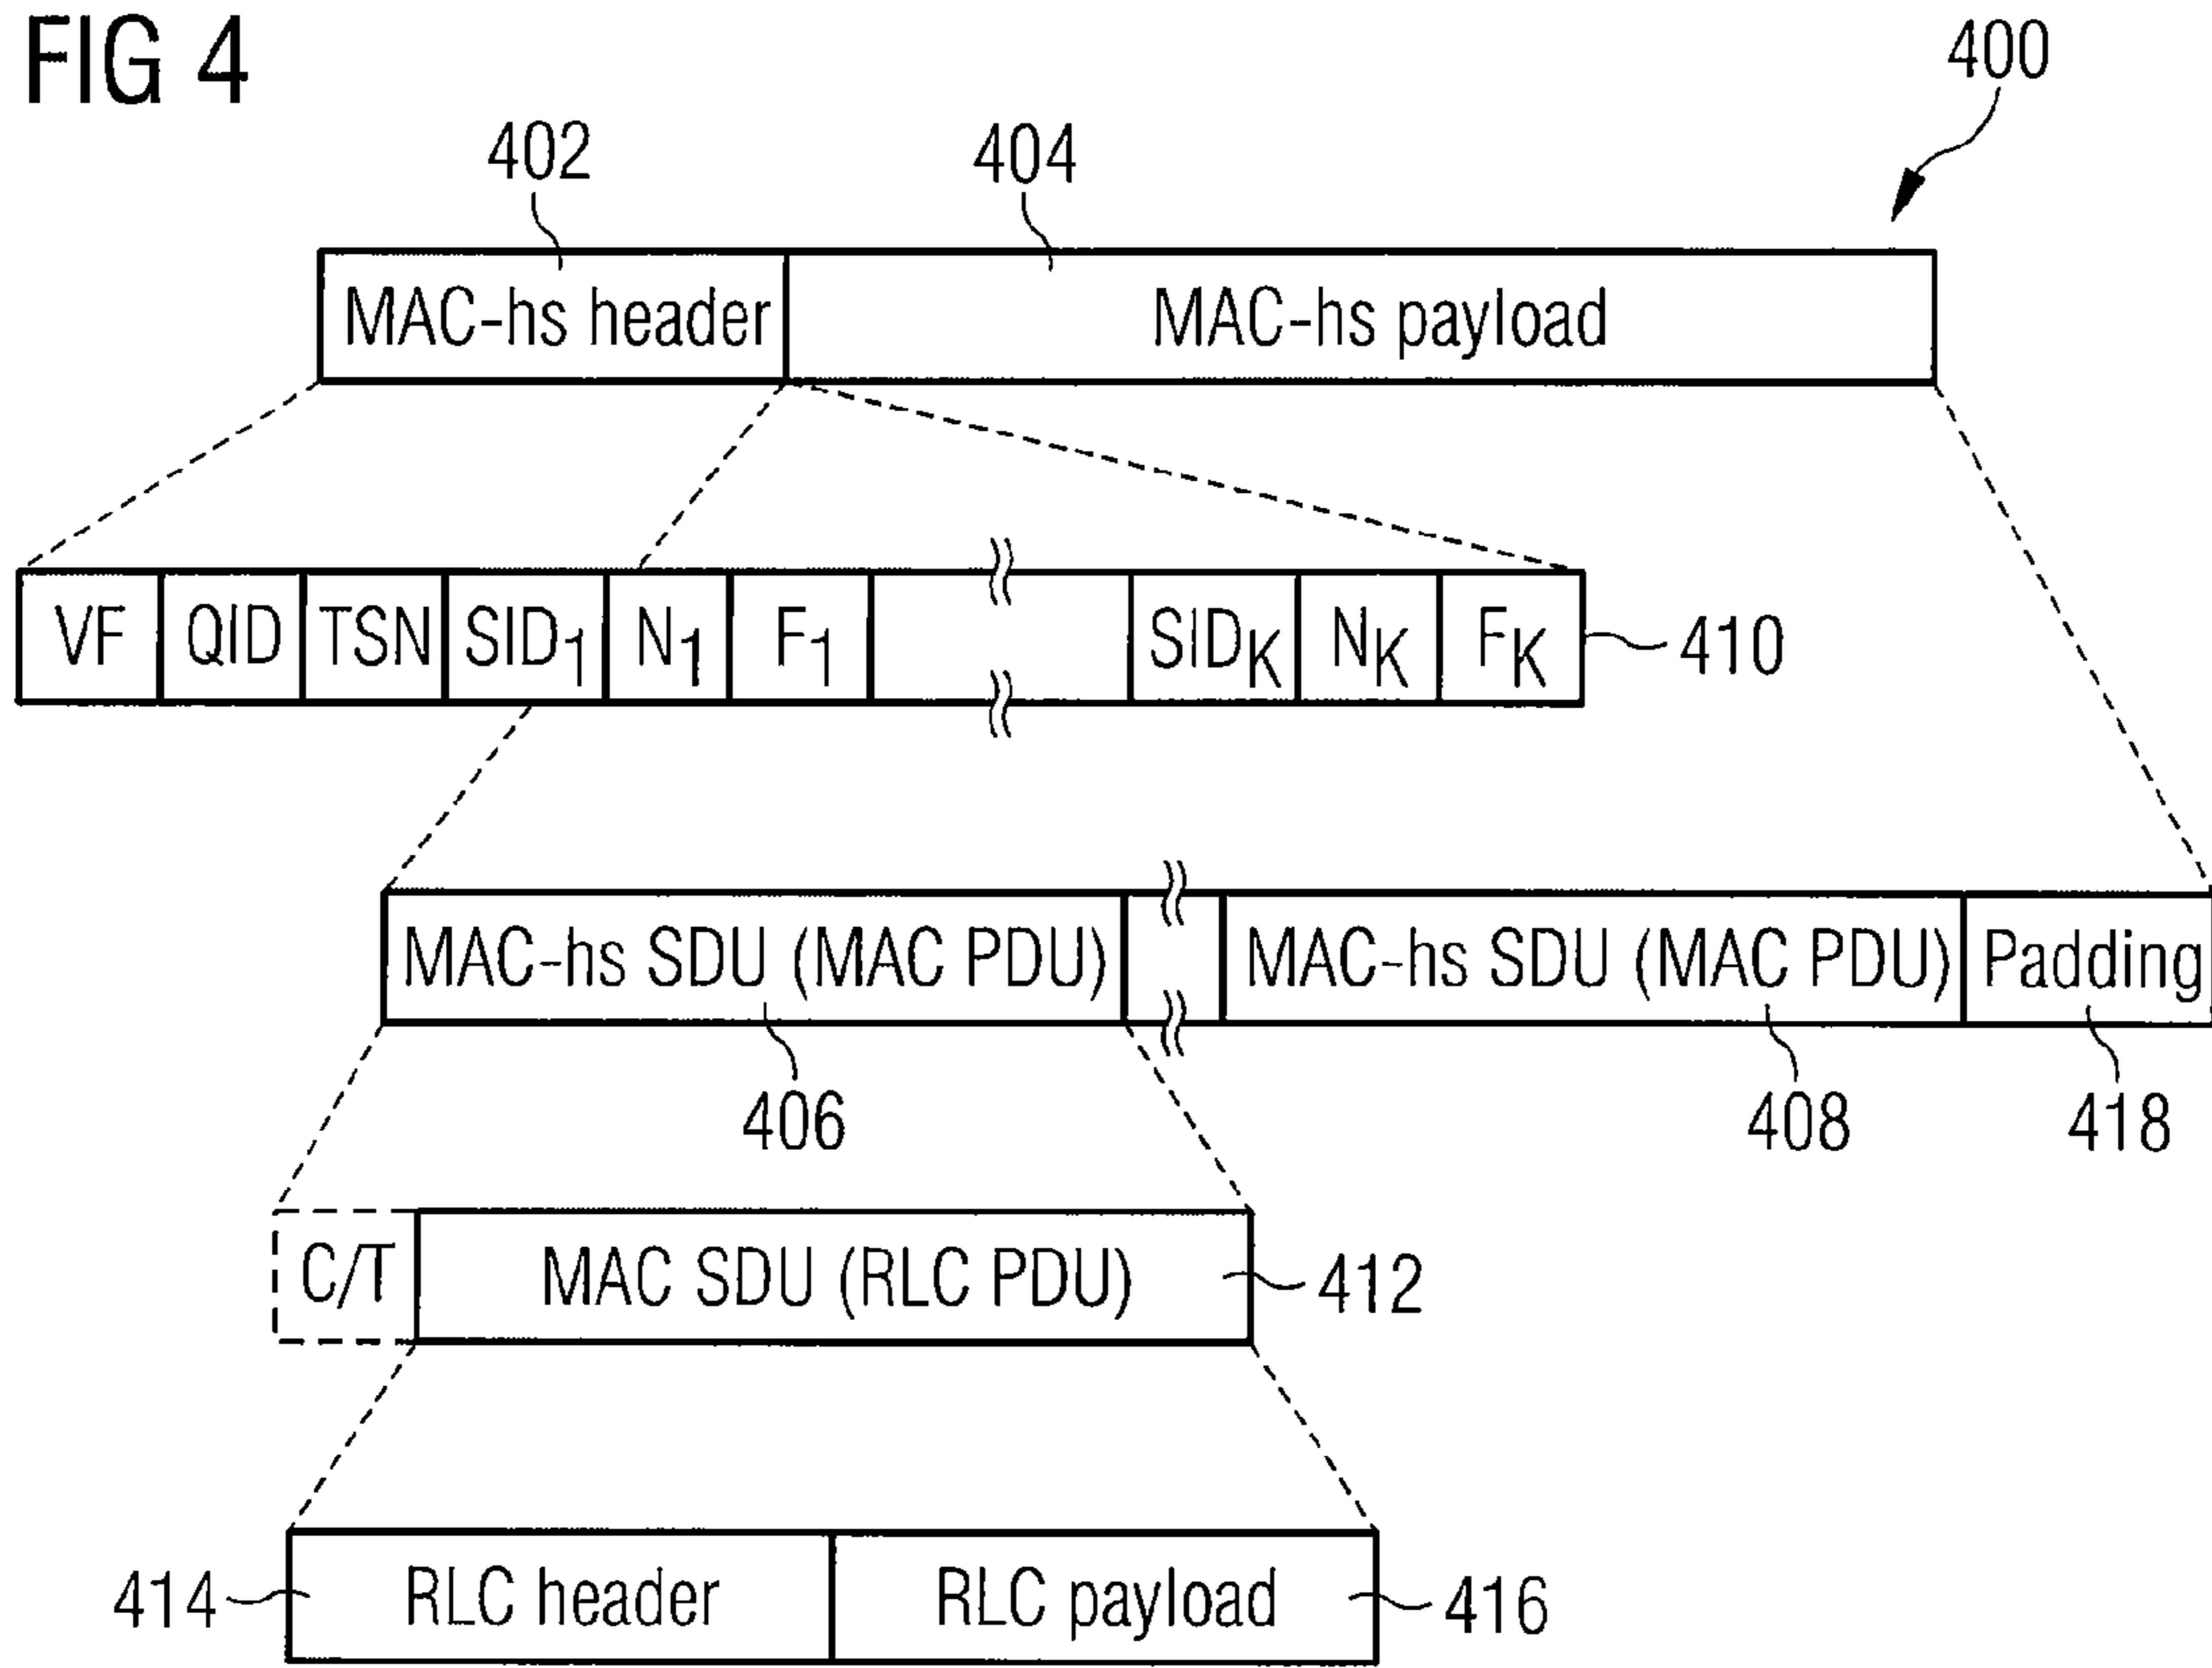 FIG 4
400
402
404
MAC-hs header
MAC-hs payload
VF QID TSN SID1 N1 F1 SIDK NK FK
410
MAC-hs SDU (MAC PDU)
MAC-hs SDU (MAC PDU)
Padding
406
408
418
C/T
MAC SDU (RLC PDU)
412
414
RLC header
RLC payload
416